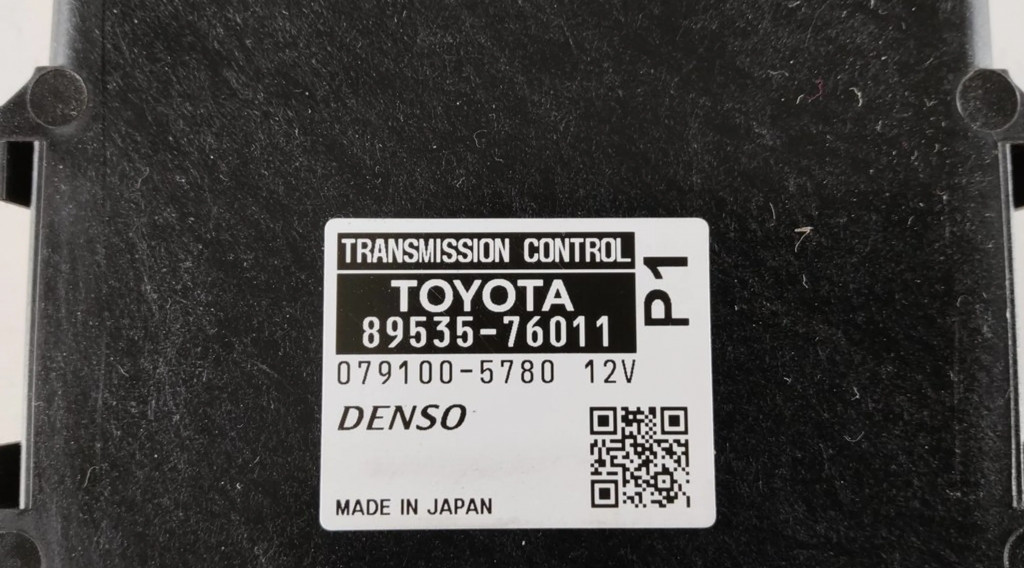 TRANSMISSION CONTROL
TOYOTA
89535-76011
P1
079100-5780 12V
DENSO
MADE IN JAPAN